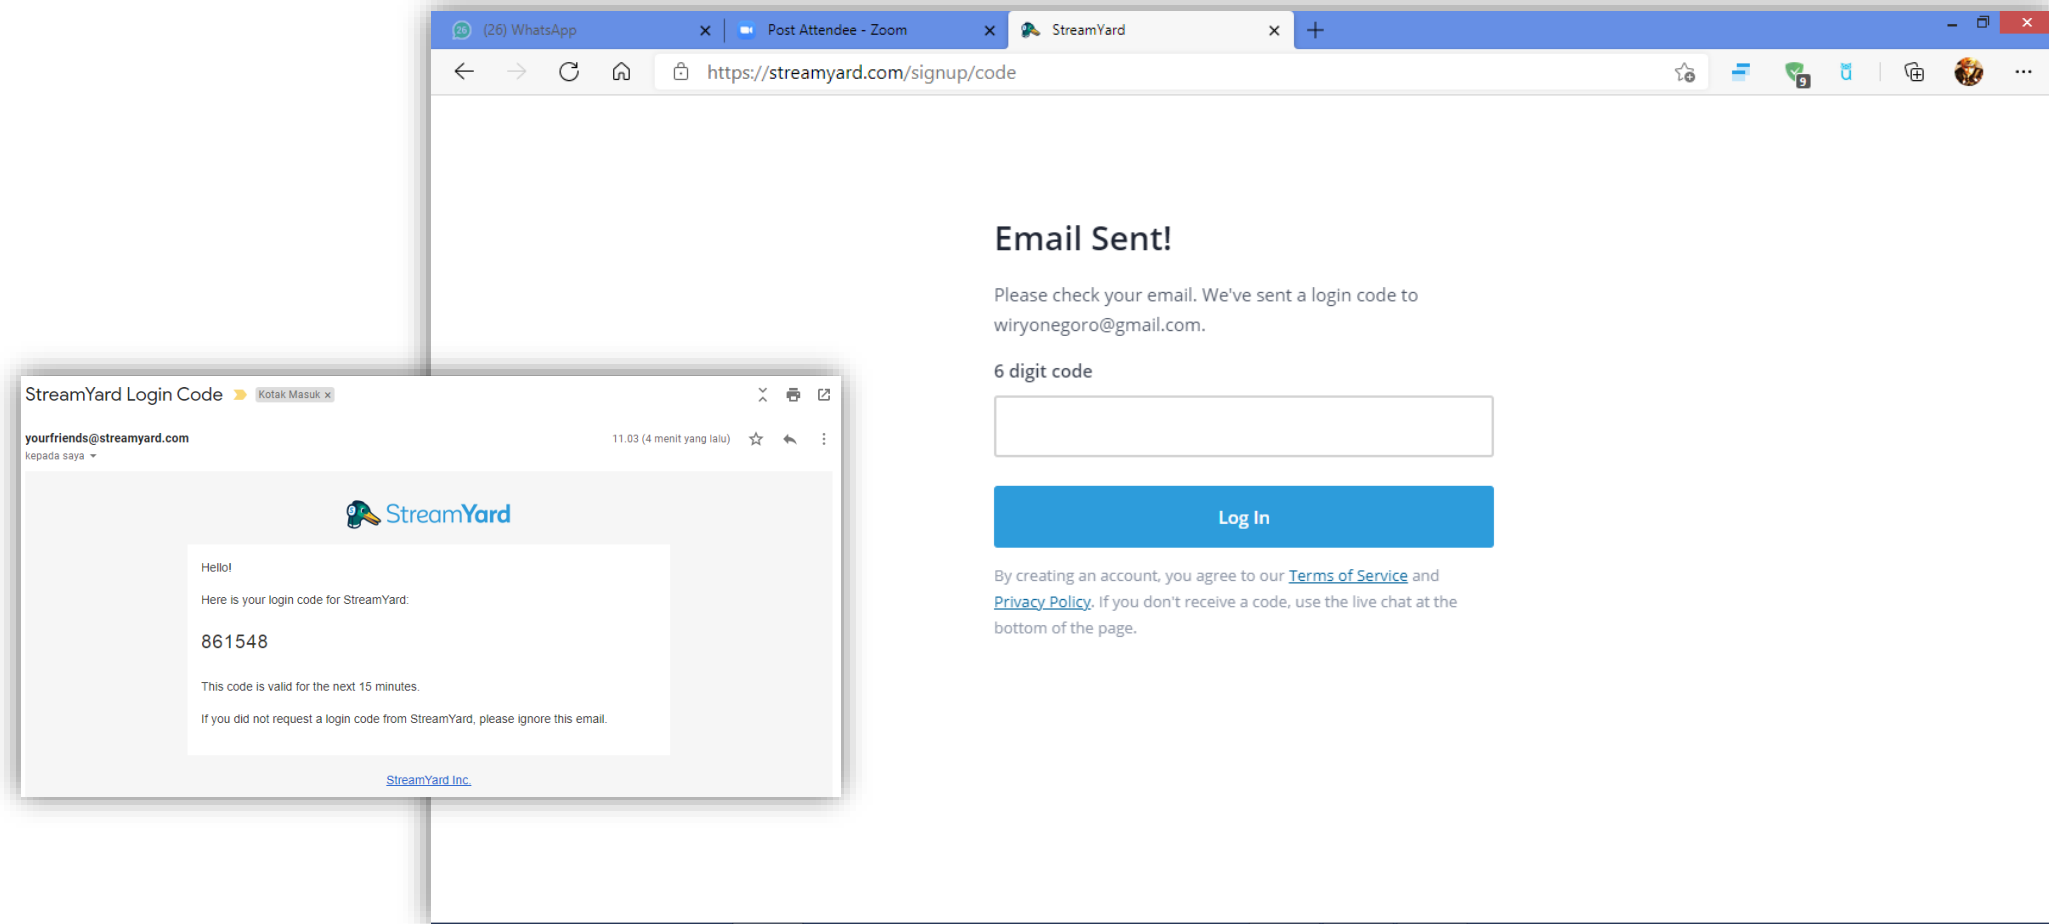 (26) WhatsApp
Post Attendee - Zoom
StreamYard
https://streamyard.com/signup/code
9
Email Sent!
Please check your email. We've sent a login code to
wiryonegoro@gmail.com.
6 digit code
Log In
By creating an account, you agree to our Terms of Service and
Privacy Policy. If you don't receive a code, use the live chat at the
bottom of the page.
StreamYard Login Code
Kotak Masuk x
yourfriends@streamyard.com
11.03 (4 menit yang lalu)
kepada saya
StreamYard
Hello!
Here is your login code for StreamYard:
861548
This code is valid for the next 15 minutes.
If you did not request a login code from StreamYard, please ignore this email.
StreamYard Inc.